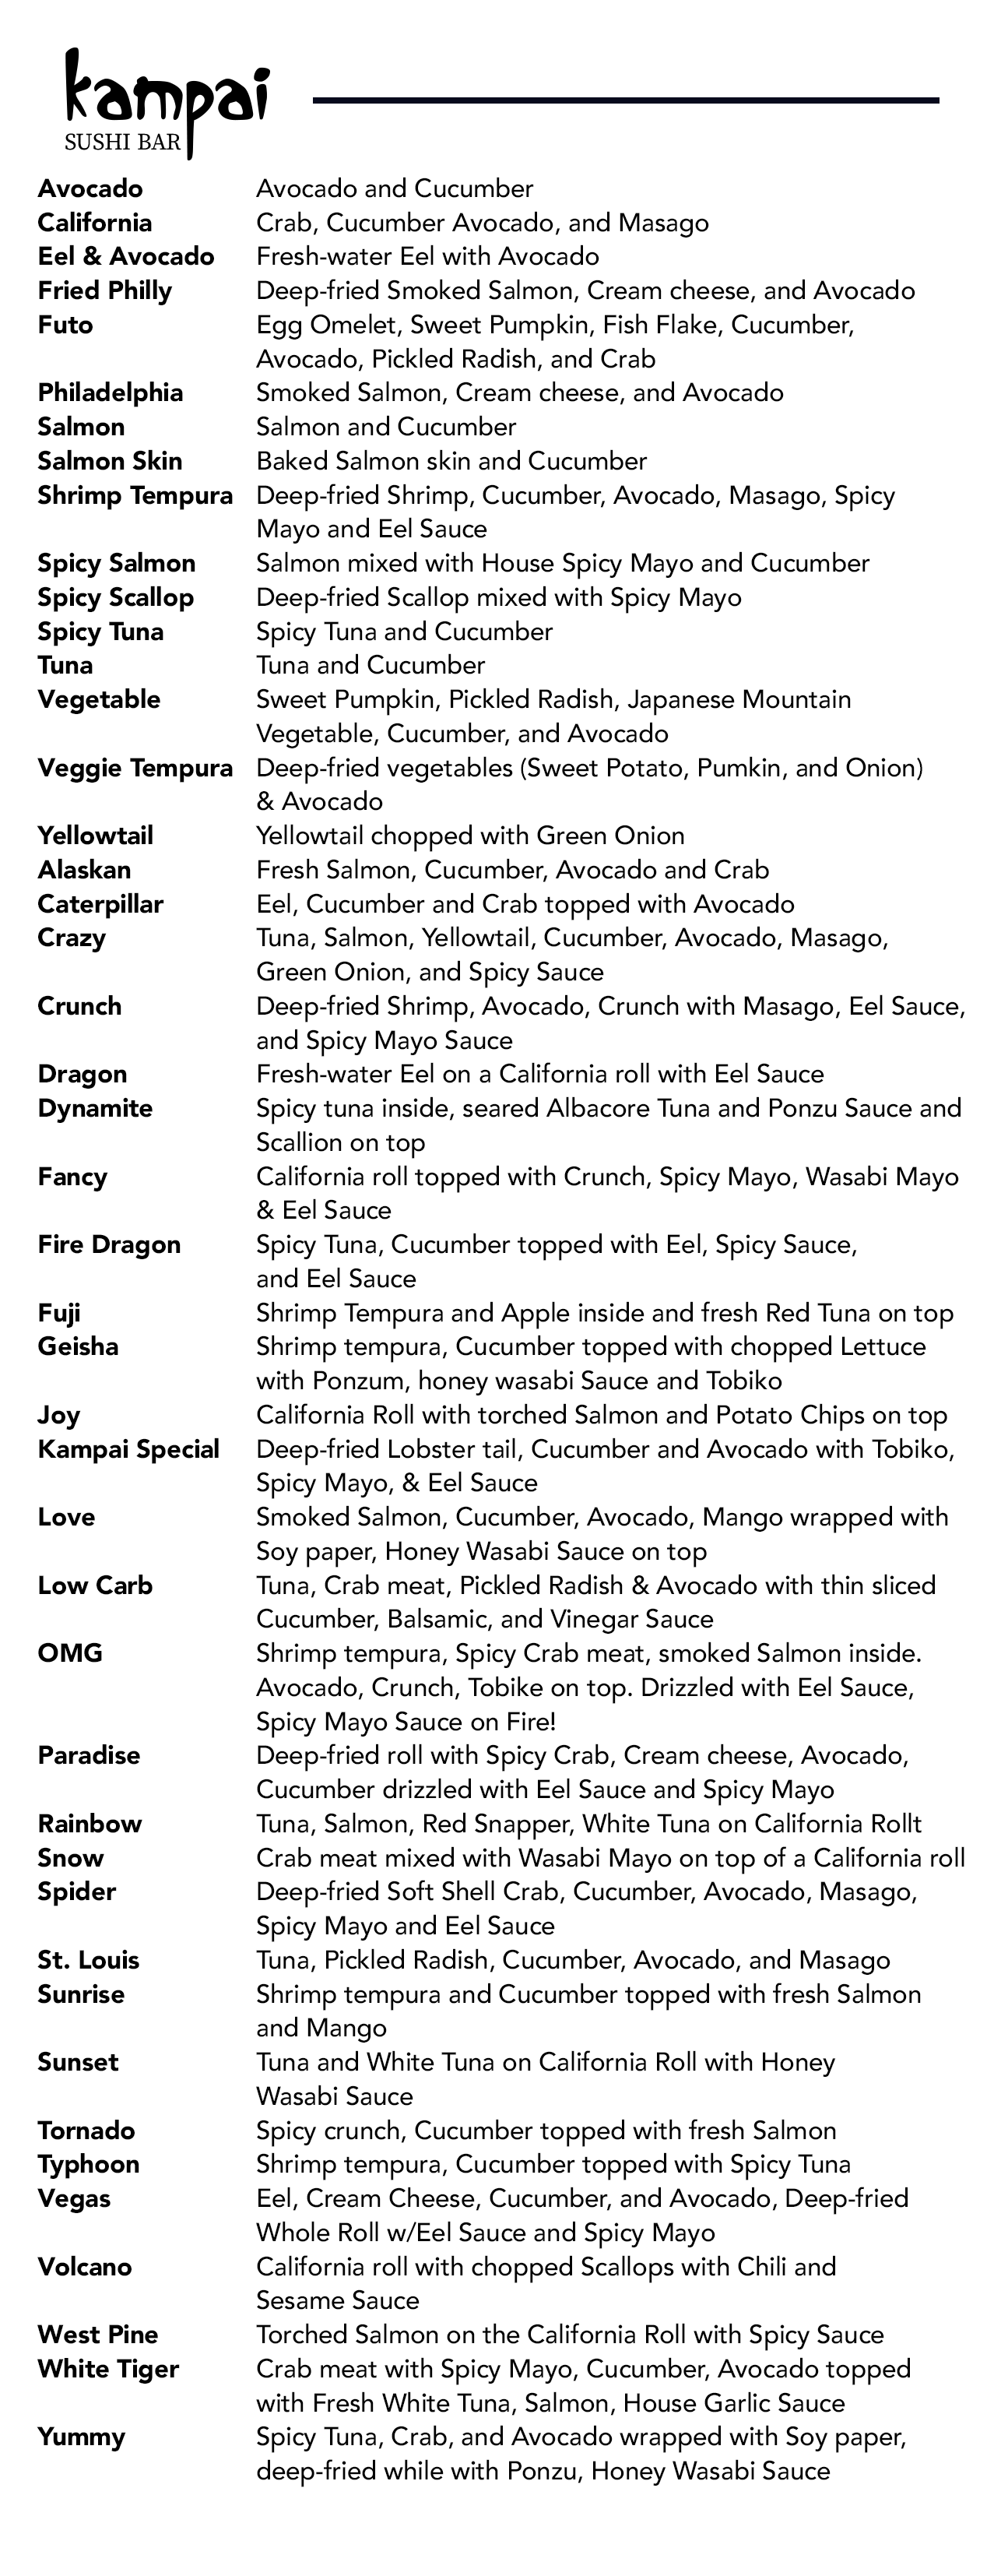 kampai
SUSHI BAR
Avocado Avocado and Cucumber
California Crab, Cucumber Avocado, and Masago
Eel & Avocado Fresh-water Eel with Avocado
Fried Philly Deep-fried Smoked Salmon, Cream cheese, and Avocado
Futo Egg Omelet, Sweet Pumpkin, Fish Flake, Cucumber,
Avocado, Pickled Radish, and Crab
Philadelphia Smoked Salmon, Cream cheese, and Avocado
Salmon Salmon and Cucumber
Salmon Skin Baked Salmon skin and Cucumber
Shrimp Tempura Deep-fried Shrimp, Cucumber, Avocado, Masago, Spicy
Mayo and Eel Sauce
Spicy Salmon Salmon mixed with House Spicy Mayo and Cucumber
Spicy Scallop Deep-fried Scallop mixed with Spicy Mayo
Spicy Tuna Spicy Tuna and Cucumber
Tuna Tuna and Cucumber
Vegetable Sweet Pumpkin, Pickled Radish, Japanese Mountain
Vegetable, Cucumber, and Avocado
Veggie Tempura Deep-fried vegetables (Sweet Potato, Pumkin, and Onion)
& Avocado
Yellowtail Yellowtail chopped with Green Onion
Alaskan Fresh Salmon, Cucumber, Avocado and Crab
Caterpillar Eel, Cucumber and Crab topped with Avocado
Crazy Tuna, Salmon, Yellowtail, Cucumber, Avocado, Masago,
Green Onion, and Spicy Sauce
Crunch Deep-fried Shrimp, Avocado, Crunch with Masago, Eel Sauce,
and Spicy Mayo Sauce
Dragon Fresh-water Eel on a California roll with Eel Sauce
Dynamite Spicy tuna inside, seared Albacore Tuna and Ponzu Sauce and
Scallion on top
Fancy California roll topped with Crunch, Spicy Mayo, Wasabi Mayo
& Eel Sauce
Fire Dragon Spicy Tuna, Cucumber topped with Eel, Spicy Sauce,
and Eel Sauce
Fuji Shrimp Tempura and Apple inside and fresh Red Tuna on top
Geisha Shrimp tempura, Cucumber topped with chopped Lettuce
with Ponzum, honey wasabi Sauce and Tobiko
Joy California Roll with torched Salmon and Potato Chips on top
Kampai Special Deep-fried Lobster tail, Cucumber and Avocado with Tobiko,
Spicy Mayo, & Eel Sauce
Love Smoked Salmon, Cucumber, Avocado, Mango wrapped with
Soy paper, Honey Wasabi Sauce on top
Low Carb Tuna, Crab meat, Pickled Radish & Avocado with thin sliced
Cucumber, Balsamic, and Vinegar Sauce
OMG Shrimp tempura, Spicy Crab meat, smoked Salmon inside.
Avocado, Crunch, Tobike on top. Drizzled with Eel Sauce,
Spicy Mayo Sauce on Fire!
Paradise Deep-fried roll with Spicy Crab, Cream cheese, Avocado,
Cucumber drizzled with Eel Sauce and Spicy Mayo
Rainbow Tuna, Salmon, Red Snapper, White Tuna on California Rollt
Snow Crab meat mixed with Wasabi Mayo on top of a California roll
Spider Deep-fried Soft Shell Crab, Cucumber, Avocado, Masago,
Spicy Mayo and Eel Sauce
St. Louis Tuna, Pickled Radish, Cucumber, Avocado, and Masago
Sunrise Shrimp tempura and Cucumber topped with fresh Salmon
and Mango
Sunset Tuna and White Tuna on California Roll with Honey
Wasabi Sauce
Tornado Spicy crunch, Cucumber topped with fresh Salmon
Typhoon Shrimp tempura, Cucumber topped with Spicy Tuna
Vegas Eel, Cream Cheese, Cucumber, and Avocado, Deep-fried
Whole Roll w/Eel Sauce and Spicy Mayo
Volcano California roll with chopped Scallops with Chili and
Sesame Sauce
West Pine Torched Salmon on the California Roll with Spicy Sauce
White Tiger Crab meat with Spicy Mayo, Cucumber, Avocado topped
with Fresh White Tuna, Salmon, House Garlic Sauce
Yummy Spicy Tuna, Crab, and Avocado wrapped with Soy paper,
deep-fried while with Ponzu, Honey Wasabi Sauce